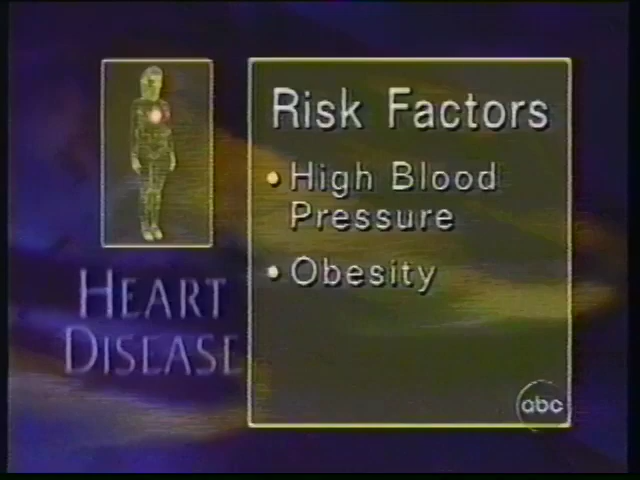 Risk Factors
• High Blood
Pressure
• Obesity
HEART
DISEASE
abc